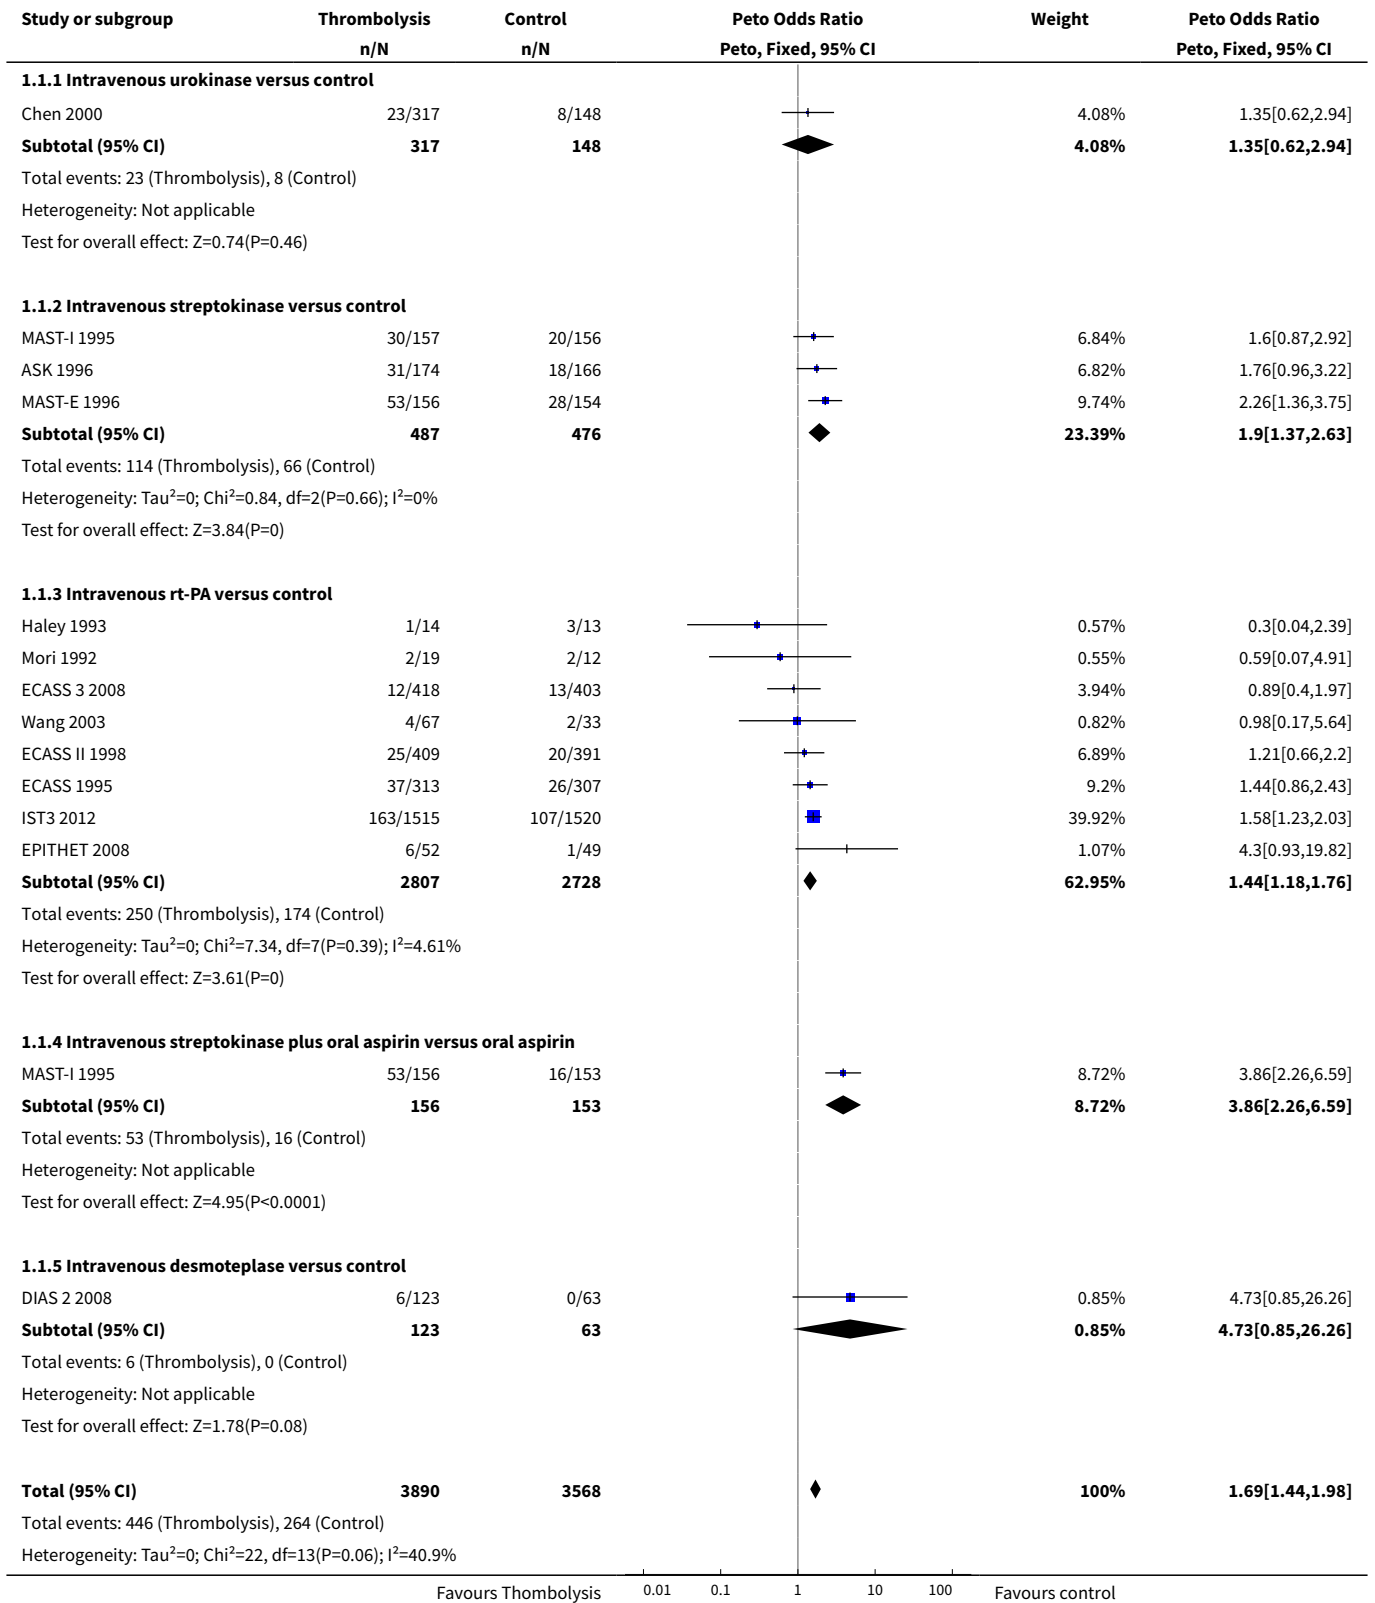 Study or subgroup Thrombolysis Control Peto Odds Ratio Weight Peto Odds Ratio
n/N n/N Peto, Fixed, 95% CI Peto, Fixed, 95% CI
1.1.1 Intravenous urokinase versus control
Chen 2000 23/317 8/148 4.08% 1.35[0.62,2.94]
Subtotal (95% CI) 317 148 4.08% 1.35[0.62,2.94]
Total events: 23 (Thrombolysis), 8 (Control)
Heterogeneity: Not applicable
Test for overall effect: Z=0.74(P=0.46)
1.1.2 Intravenous streptokinase versus control
MAST-I 1995 30/157 20/156 6.84% 1.6[0.87,2.92]
ASK 1996 31/174 18/166 6.82% 1.76[0.96,3.22]
MAST-E 1996 53/156 28/154 9.74% 2.26[1.36,3.75]
Subtotal (95% CI) 487 476 23.39% 1.9[1.37,2.63]
Total events: 114 (Thrombolysis), 66 (Control)
Heterogeneity: Tau²=0; Chi²=0.84, df=2(P=0.66); I²=0%
Test for overall effect: Z=3.84(P=0)
1.1.3 Intravenous rt-PA versus control
Haley 1993 1/14 3/13 0.57% 0.3[0.04,2.39]
Mori 1992 2/19 2/12 0.55% 0.59[0.07,4.91]
ECASS 3 2008 12/418 13/403 3.94% 0.89[0.4,1.97]
Wang 2003 4/67 2/33 0.82% 0.98[0.17,5.64]
ECASS II 1998 25/409 20/391 6.89% 1.21[0.66,2.2]
ECASS 1995 37/313 26/307 9.2% 1.44[0.86,2.43]
IST3 2012 163/1515 107/1520 39.92% 1.58[1.23,2.03]
EPITHET 2008 6/52 1/49 1.07% 4.3[0.93,19.82]
Subtotal (95% CI) 2807 2728 62.95% 1.44[1.18,1.76]
Total events: 250 (Thrombolysis), 174 (Control)
Heterogeneity: Tau²=0; Chi²=7.34, df=7(P=0.39); I²=4.61%
Test for overall effect: Z=3.61(P=0)
1.1.4 Intravenous streptokinase plus oral aspirin versus oral aspirin
MAST-I 1995 53/156 16/153 8.72% 3.86[2.26,6.59]
Subtotal (95% CI) 156 153 8.72% 3.86[2.26,6.59]
Total events: 53 (Thrombolysis), 16 (Control)
Heterogeneity: Not applicable
Test for overall effect: Z=4.95(P<0.0001)
1.1.5 Intravenous desmoteplase versus control
DIAS 2 2008 6/123 0/63 0.85% 4.73[0.85,26.26]
Subtotal (95% CI) 123 63 0.85% 4.73[0.85,26.26]
Total events: 6 (Thrombolysis), 0 (Control)
Heterogeneity: Not applicable
Test for overall effect: Z=1.78(P=0.08)
Total (95% CI) 3890 3568 100% 1.69[1.44,1.98]
Total events: 446 (Thrombolysis), 264 (Control)
Heterogeneity: Tau²=0; Chi²=22, df=13(P=0.06); I²=40.9%
Favours Thombolysis 0.01 0.1 1 10 100 Favours control